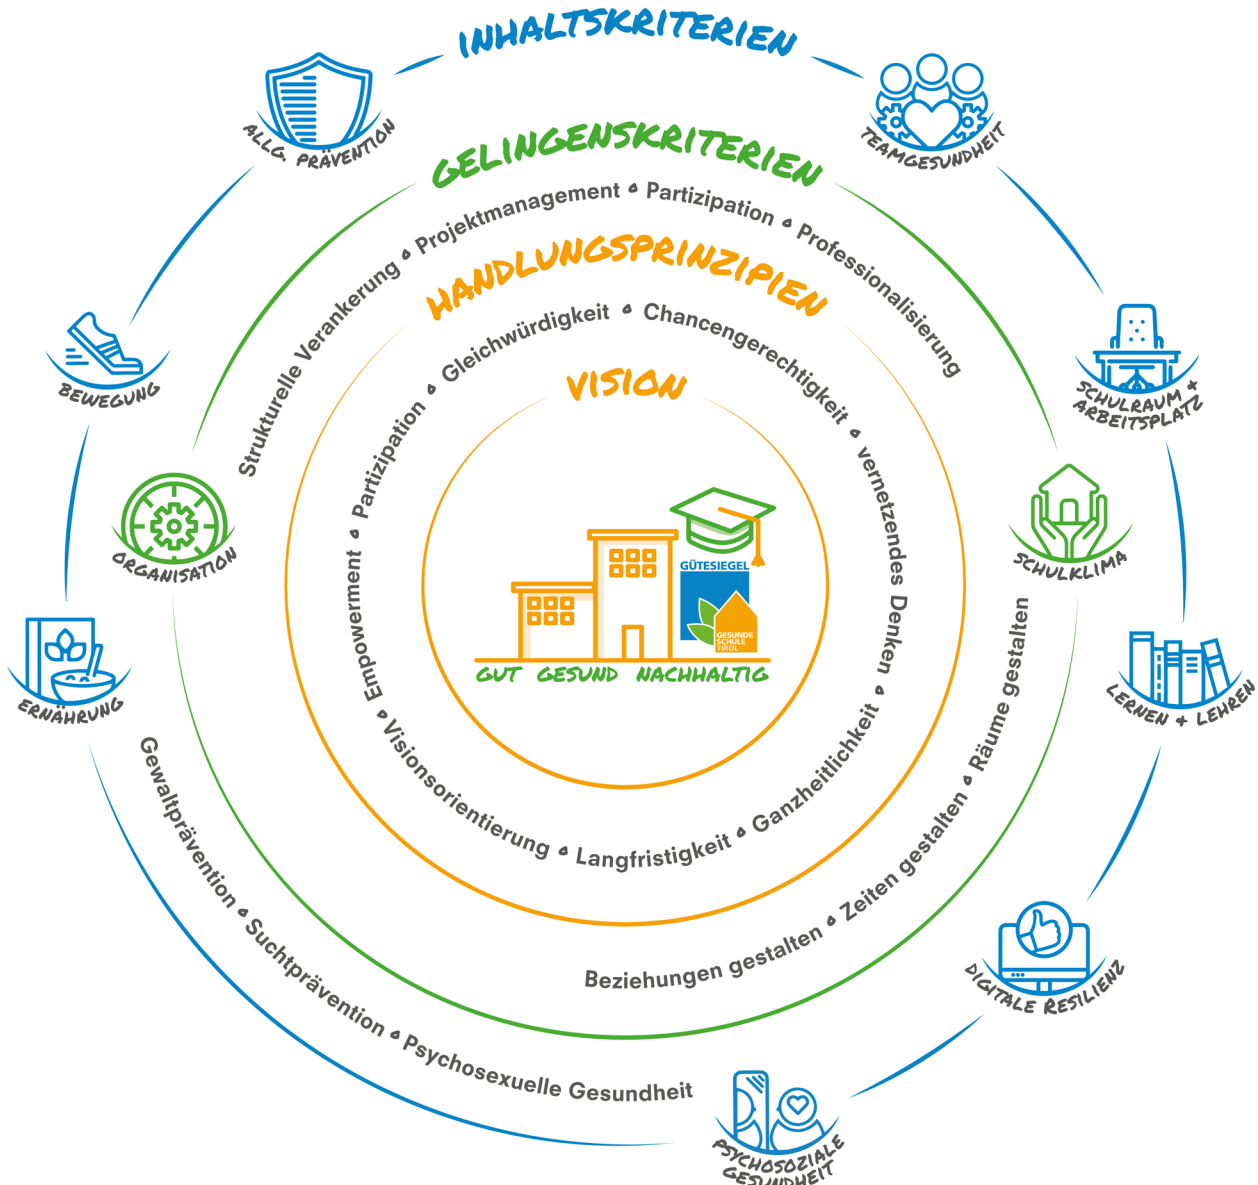 INHALTSKRITERIEN
ALLG. PRÄVENTION
TEAMGESUNDHEIT
BEWEGUNG
SCHULRAUM +
ARBEITSPLATZ
ERNÄHRUNG
LERNEN + LEHREN
DIGITALE RESILIENZ
PSYCHOSOZIALE
GESUNDHEIT
Gewaltprävention • Suchtprävention • Psychosexuelle Gesundheit
GELINGENSKRITERIEN
Strukturelle Verankerung • Projektmanagement • Partizipation • Professionalisierung
ORGANISATION
SCHULKLIMA
Beziehungen gestalten • Zeiten gestalten • Räume gestalten
HANDLUNGSPRINZIPIEN
Gleichwürdigkeit • Chancengerechtigkeit • vernetzendes Denken • Ganzheitlichkeit • Langfristigkeit • Visionsorientierung • Empowerment • Partizipation
VISION
GÜTESIEGEL
GESUNDE
SCHULE
TIROL
GUT GESUND NACHHALTIG